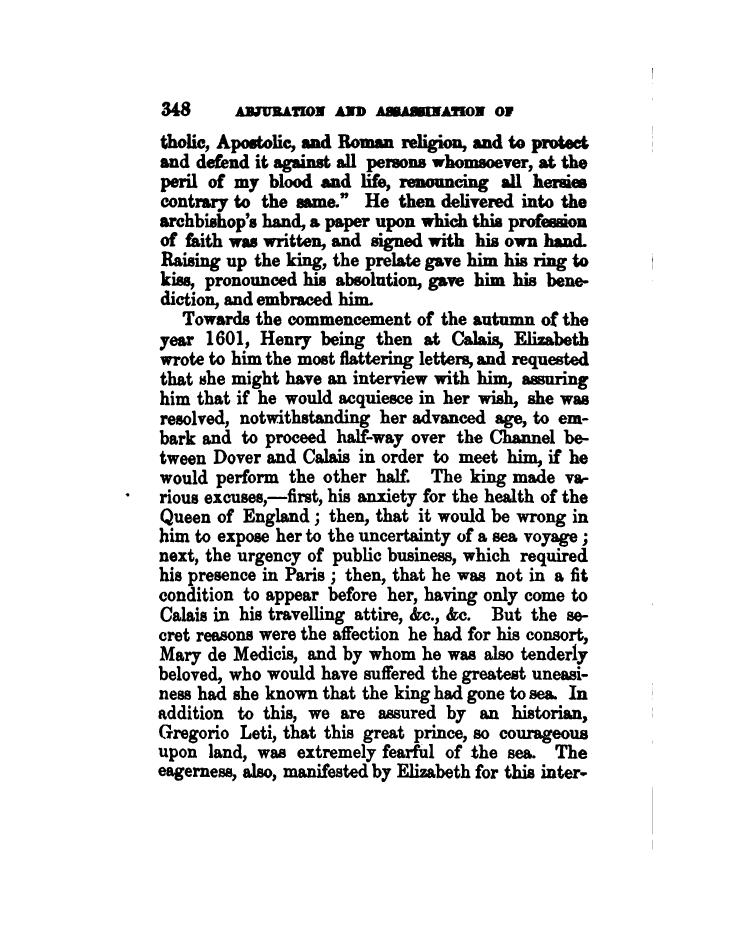 348 ABJURATION AND ASSASSINATION OF
tholic, Apostolic, and Roman religion, and to protect
and defend it against all persons whomsoever, at the
peril of my blood and life, renouncing all hersies
contrary to the same.” He then delivered into the
archbishop's hand, a paper upon which this profession
of faith was written, and signed with his own hand.
Raising up the king, the prelate gave him his ring to
kiss, pronounced his absolution, gave him his bene-
diction, and embraced him.
Towards the commencement of the autumn of the
year 1601, Henry being then at Calais, Elizabeth
wrote to him the most flattering letters, and requested
that she might have an interview with him, assuring
him that if he would acquiesce in her wish, she was
resolved, notwithstanding her advanced age, to em-
bark and to proceed half-way over the Channel be-
tween Dover and Calais in order to meet him, if he
would perform the other half. The king made va-
rious excuses,—first, his anxiety for the health of the
Queen of England ; then, that it would be wrong in
him to expose her to the uncertainty of a sea voyage ;
next, the urgency of public business, which required
his presence in Paris ; then, that he was not in a fit
condition to appear before her, having only come to
Calais in his travelling attire, &c., &c. But the se-
cret reasons were the affection he had for his consort,
Mary de Medicis, and by whom he was also tenderly
beloved, who would have suffered the greatest uneasi-
ness had she known that the king had gone to sea. In
addition to this, we are assured by an historian,
Gregorio Leti, that this great prince, so courageous
upon land, was extremely fearful of the sea. The
eagerness, also, manifested by Elizabeth for this inter-